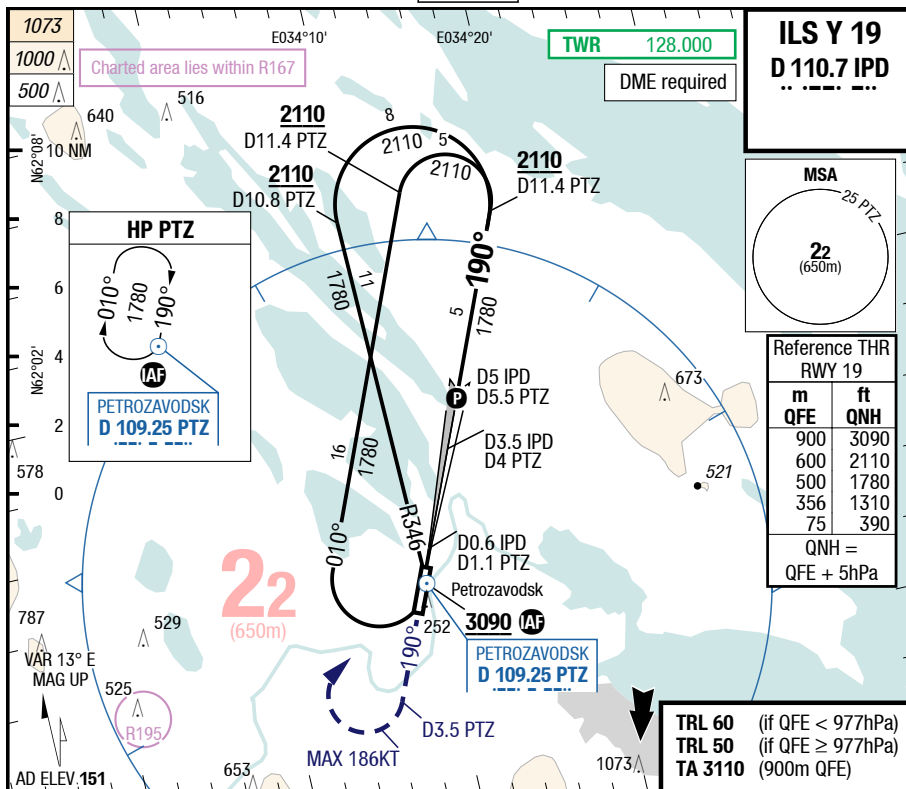 1073
1000
500
Charted area lies within R167
E034°10'
E034°20'
TWR 128.000
DME required
ILS Y 19
D 110.7 IPD
640
516
N62°08'
10 NM
8
6
4
2
0
N62°02'
2110
D11.4 PTZ
2110
D10.8 PTZ
8
2110
5
2110
2110
D11.4 PTZ
190°
5
1780
11
1780
16
1780
010°
R346
HP PTZ
010°
1780
190°
IAF
PETROZAVODSK
D 109.25 PTZ
P
D5 IPD
D5.5 PTZ
D3.5 IPD
D4 PTZ
D0.6 IPD
D1.1 PTZ
Petrozavodsk
3090 IAF
PETROZAVODSK
D 109.25 PTZ
252
190°
D3.5 PTZ
MAX 186KT
22
(650m)
673
521
578
787
529
525
R195
653
1073
VAR 13° E
MAG UP
AD ELEV.151
MSA
25 PTZ
22
(650m)
Reference THR
RWY 19
m ft
QFE QNH
900 3090
600 2110
500 1780
356 1310
75 390
QNH =
QFE + 5hPa
TRL 60 (if QFE < 977hPa)
TRL 50 (if QFE ≥ 977hPa)
TA 3110 (900m QFE)